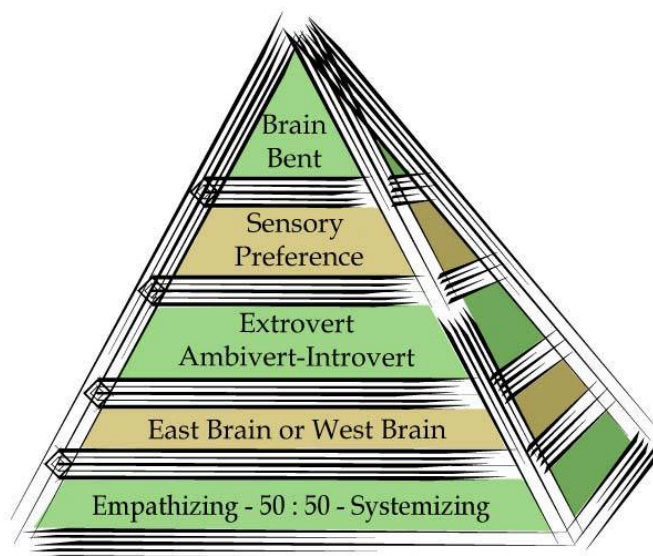 Brain
Bent
Sensory
Preference
Extrovert
Ambivert-Introvert
East Brain or West Brain
Empathizing - 50 : 50 - Systemizing